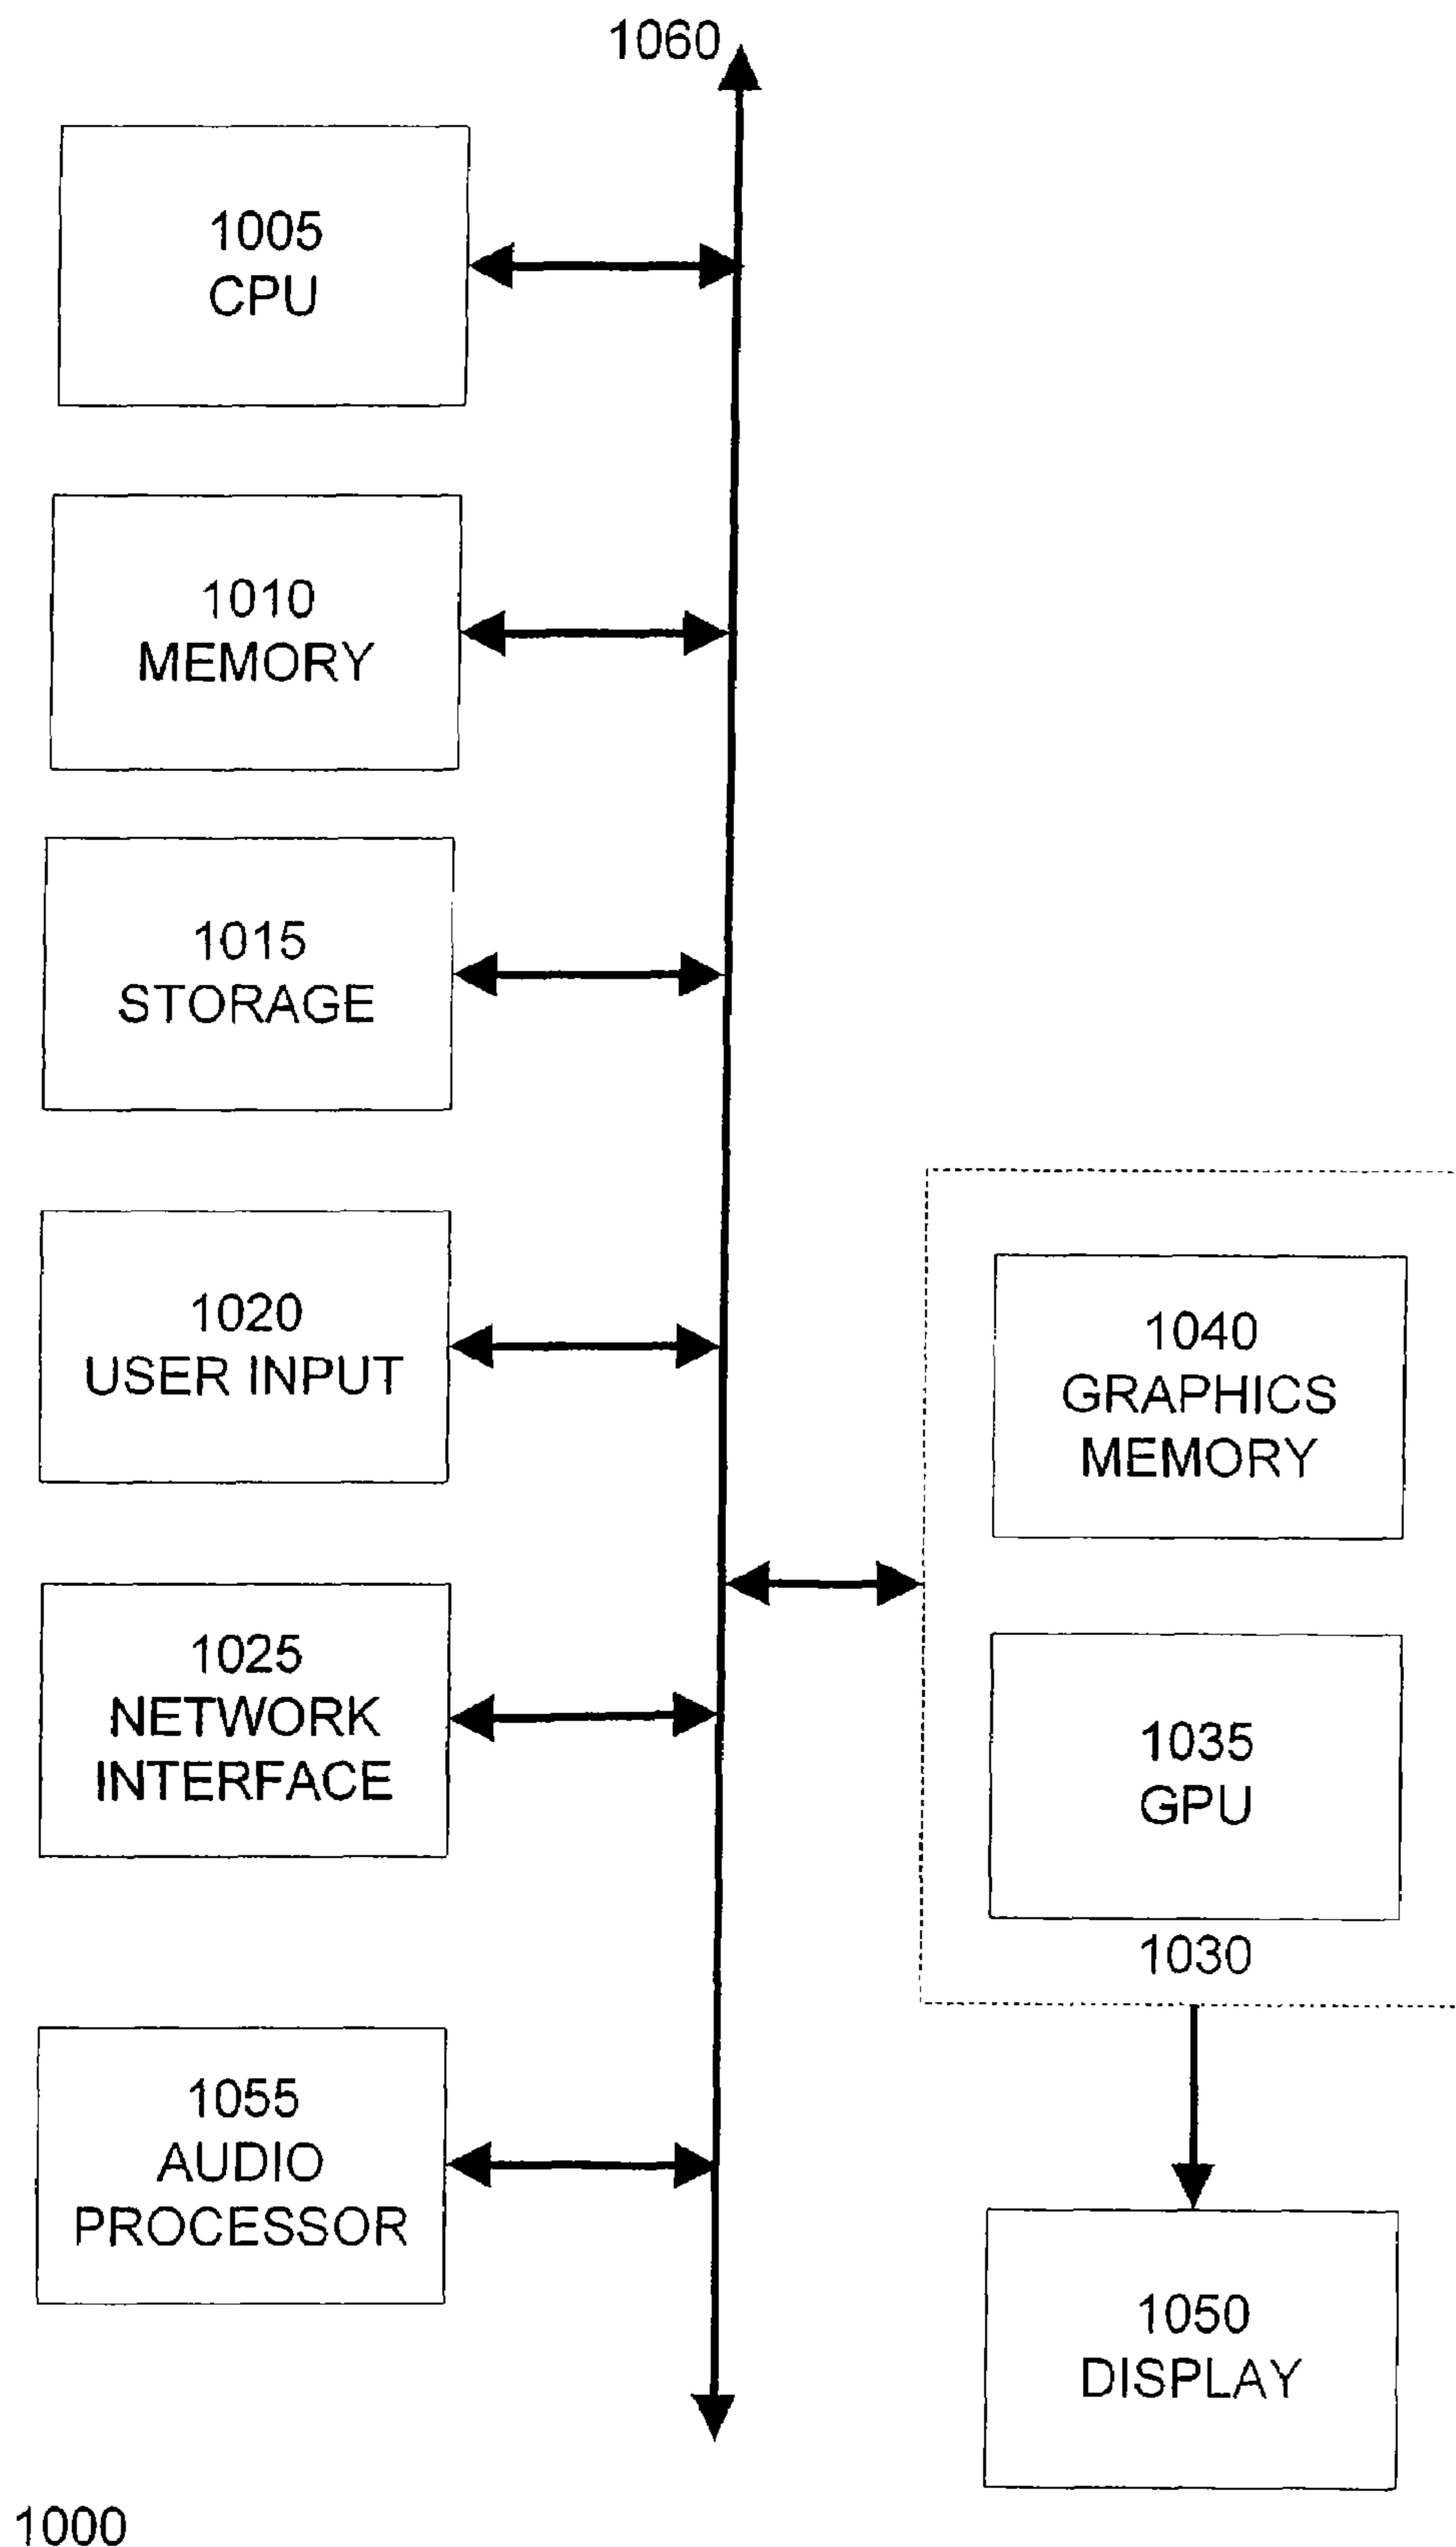 1060
1005
CPU
1010
MEMORY
1015
STORAGE
1020
USER INPUT
1025
NETWORK
INTERFACE
1055
AUDIO
PROCESSOR
1040
GRAPHICS
MEMORY
1035
GPU
1030
1050
DISPLAY
1000